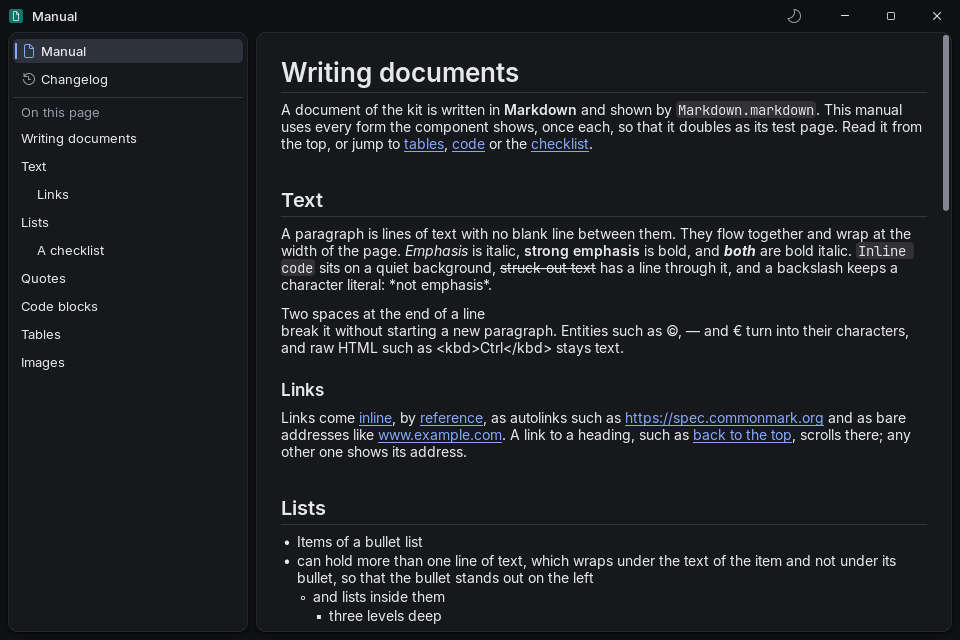 Manual
Manual
Changelog
On this page
Writing documents
Text
Links
Lists
A checklist
Quotes
Code blocks
Tables
Images
Writing documents
A document of the kit is written in Markdown and shown by Markdown.markdown. This manual
uses every form the component shows, once each, so that it doubles as its test page. Read it from
the top, or jump to tables, code or the checklist.
Text
A paragraph is lines of text with no blank line between them. They flow together and wrap at the
width of the page. Emphasis is italic, strong emphasis is bold, and both are bold italic. Inline
code sits on a quiet background, struck-out text has a line through it, and a backslash keeps a
character literal: *not emphasis*.
Two spaces at the end of a line
break it without starting a new paragraph. Entities such as ©, — and € turn into their characters,
and raw HTML such as <kbd>Ctrl</kbd> stays text.
Links
Links come inline, by reference, as autolinks such as https://spec.commonmark.org and as bare
addresses like www.example.com. A link to a heading, such as back to the top, scrolls there; any
other one shows its address.
Lists
• Items of a bullet list
• can hold more than one line of text, which wraps under the text of the item and not under its
bullet, so that the bullet stands out on the left
◦ and lists inside them
▪ three levels deep